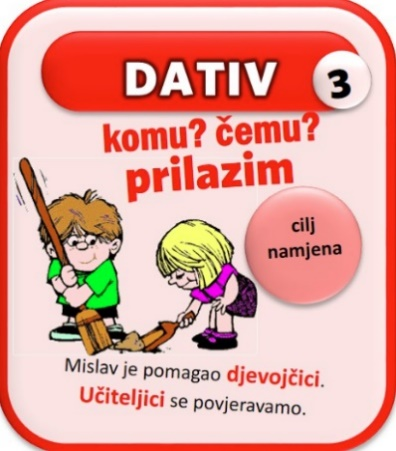 DATIV 3
komu? čemu?
prilazim
cilj
namjena
Mislav je pomagao djevojčici.
Učiteljici se povjeravamo.